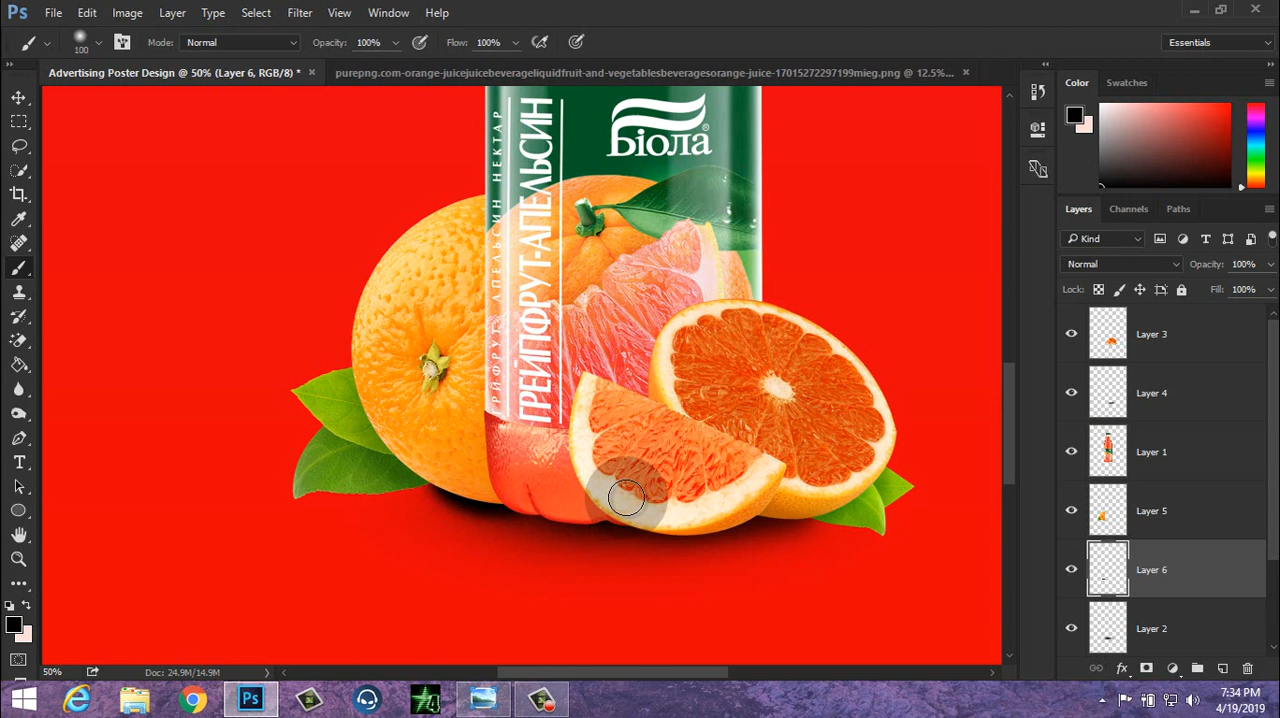 Ps File Edit Image Layer Type Select Filter View Window Help
100 Mode: Normal Opacity: 100% Flow: 100% Essentials
Advertising Poster Design @ 50% (Layer 6, RGB/8) * ×
purepng.com-orange-juicejuicebeverageliquidfruit-and-vegetablesbeveragesorange-juice-17015272297199mieg.png @ 12.5%... ×
Біола®
ГРЕЙПФРУТ-АПЕЛЬСИН
ГРЙФРУТ-АПЕЛЬСИН НЕКТАР
Color Swatches
Layers Channels Paths
Kind
Normal Opacity: 100%
Lock: Fill: 100%
Layer 3
Layer 4
Layer 1
Layer 5
Layer 6
Layer 2
50% Doc: 24.9M/14.9M
Ps
7:34 PM
4/19/2019